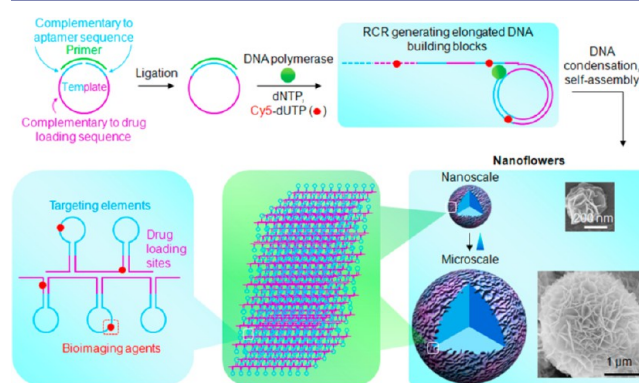 Complementary to
aptamer sequence
Primer
Template
Complementary to drug
loading sequence
Ligation
DNA polymerase
dNTP,
Cy5-dUTP (●)
RCR generating elongated DNA
building blocks
DNA
condensation,
self-assembly
Targeting elements
Drug
loading
sites
Bioimaging agents
Nanoflowers
Nanoscale
200 nm
Microscale
1 μm